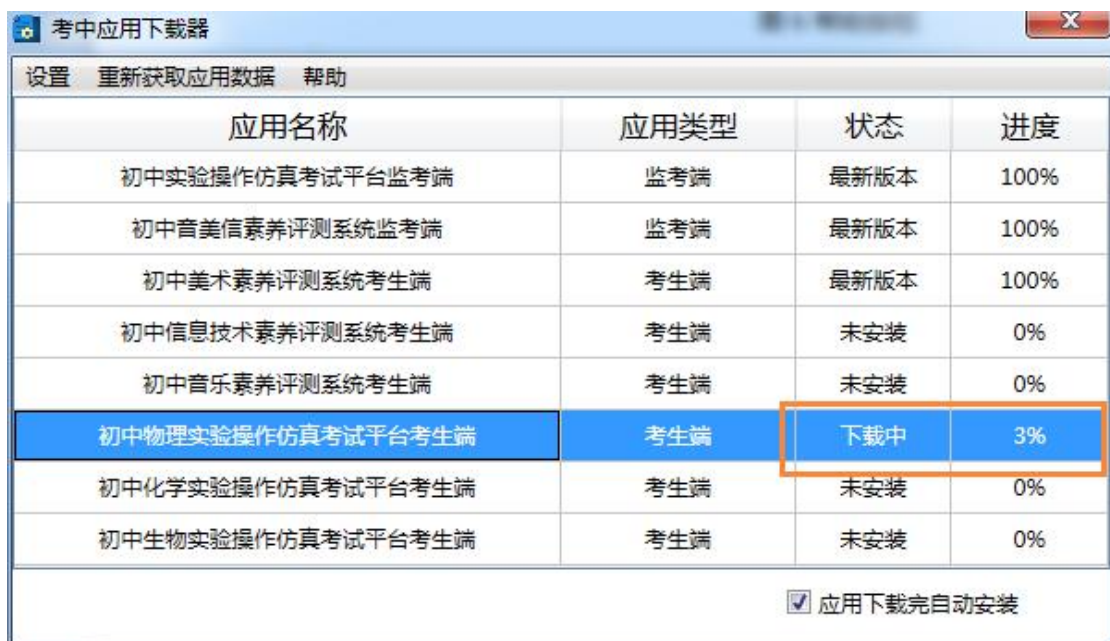 考中应用下载器
设置 重新获取应用数据 帮助
应用名称 应用类型 状态 进度
初中实验操作仿真考试平台监考端 监考端 最新版本 100%
初中音美信素养评测系统监考端 监考端 最新版本 100%
初中美术素养评测系统考生端 考生端 最新版本 100%
初中信息技术素养评测系统考生端 考生端 未安装 0%
初中音乐素养评测系统考生端 考生端 未安装 0%
初中物理实验操作仿真考试平台考生端 考生端 下载中 3%
初中化学实验操作仿真考试平台考生端 考生端 未安装 0%
初中生物实验操作仿真考试平台考生端 考生端 未安装 0%
应用下载完自动安装